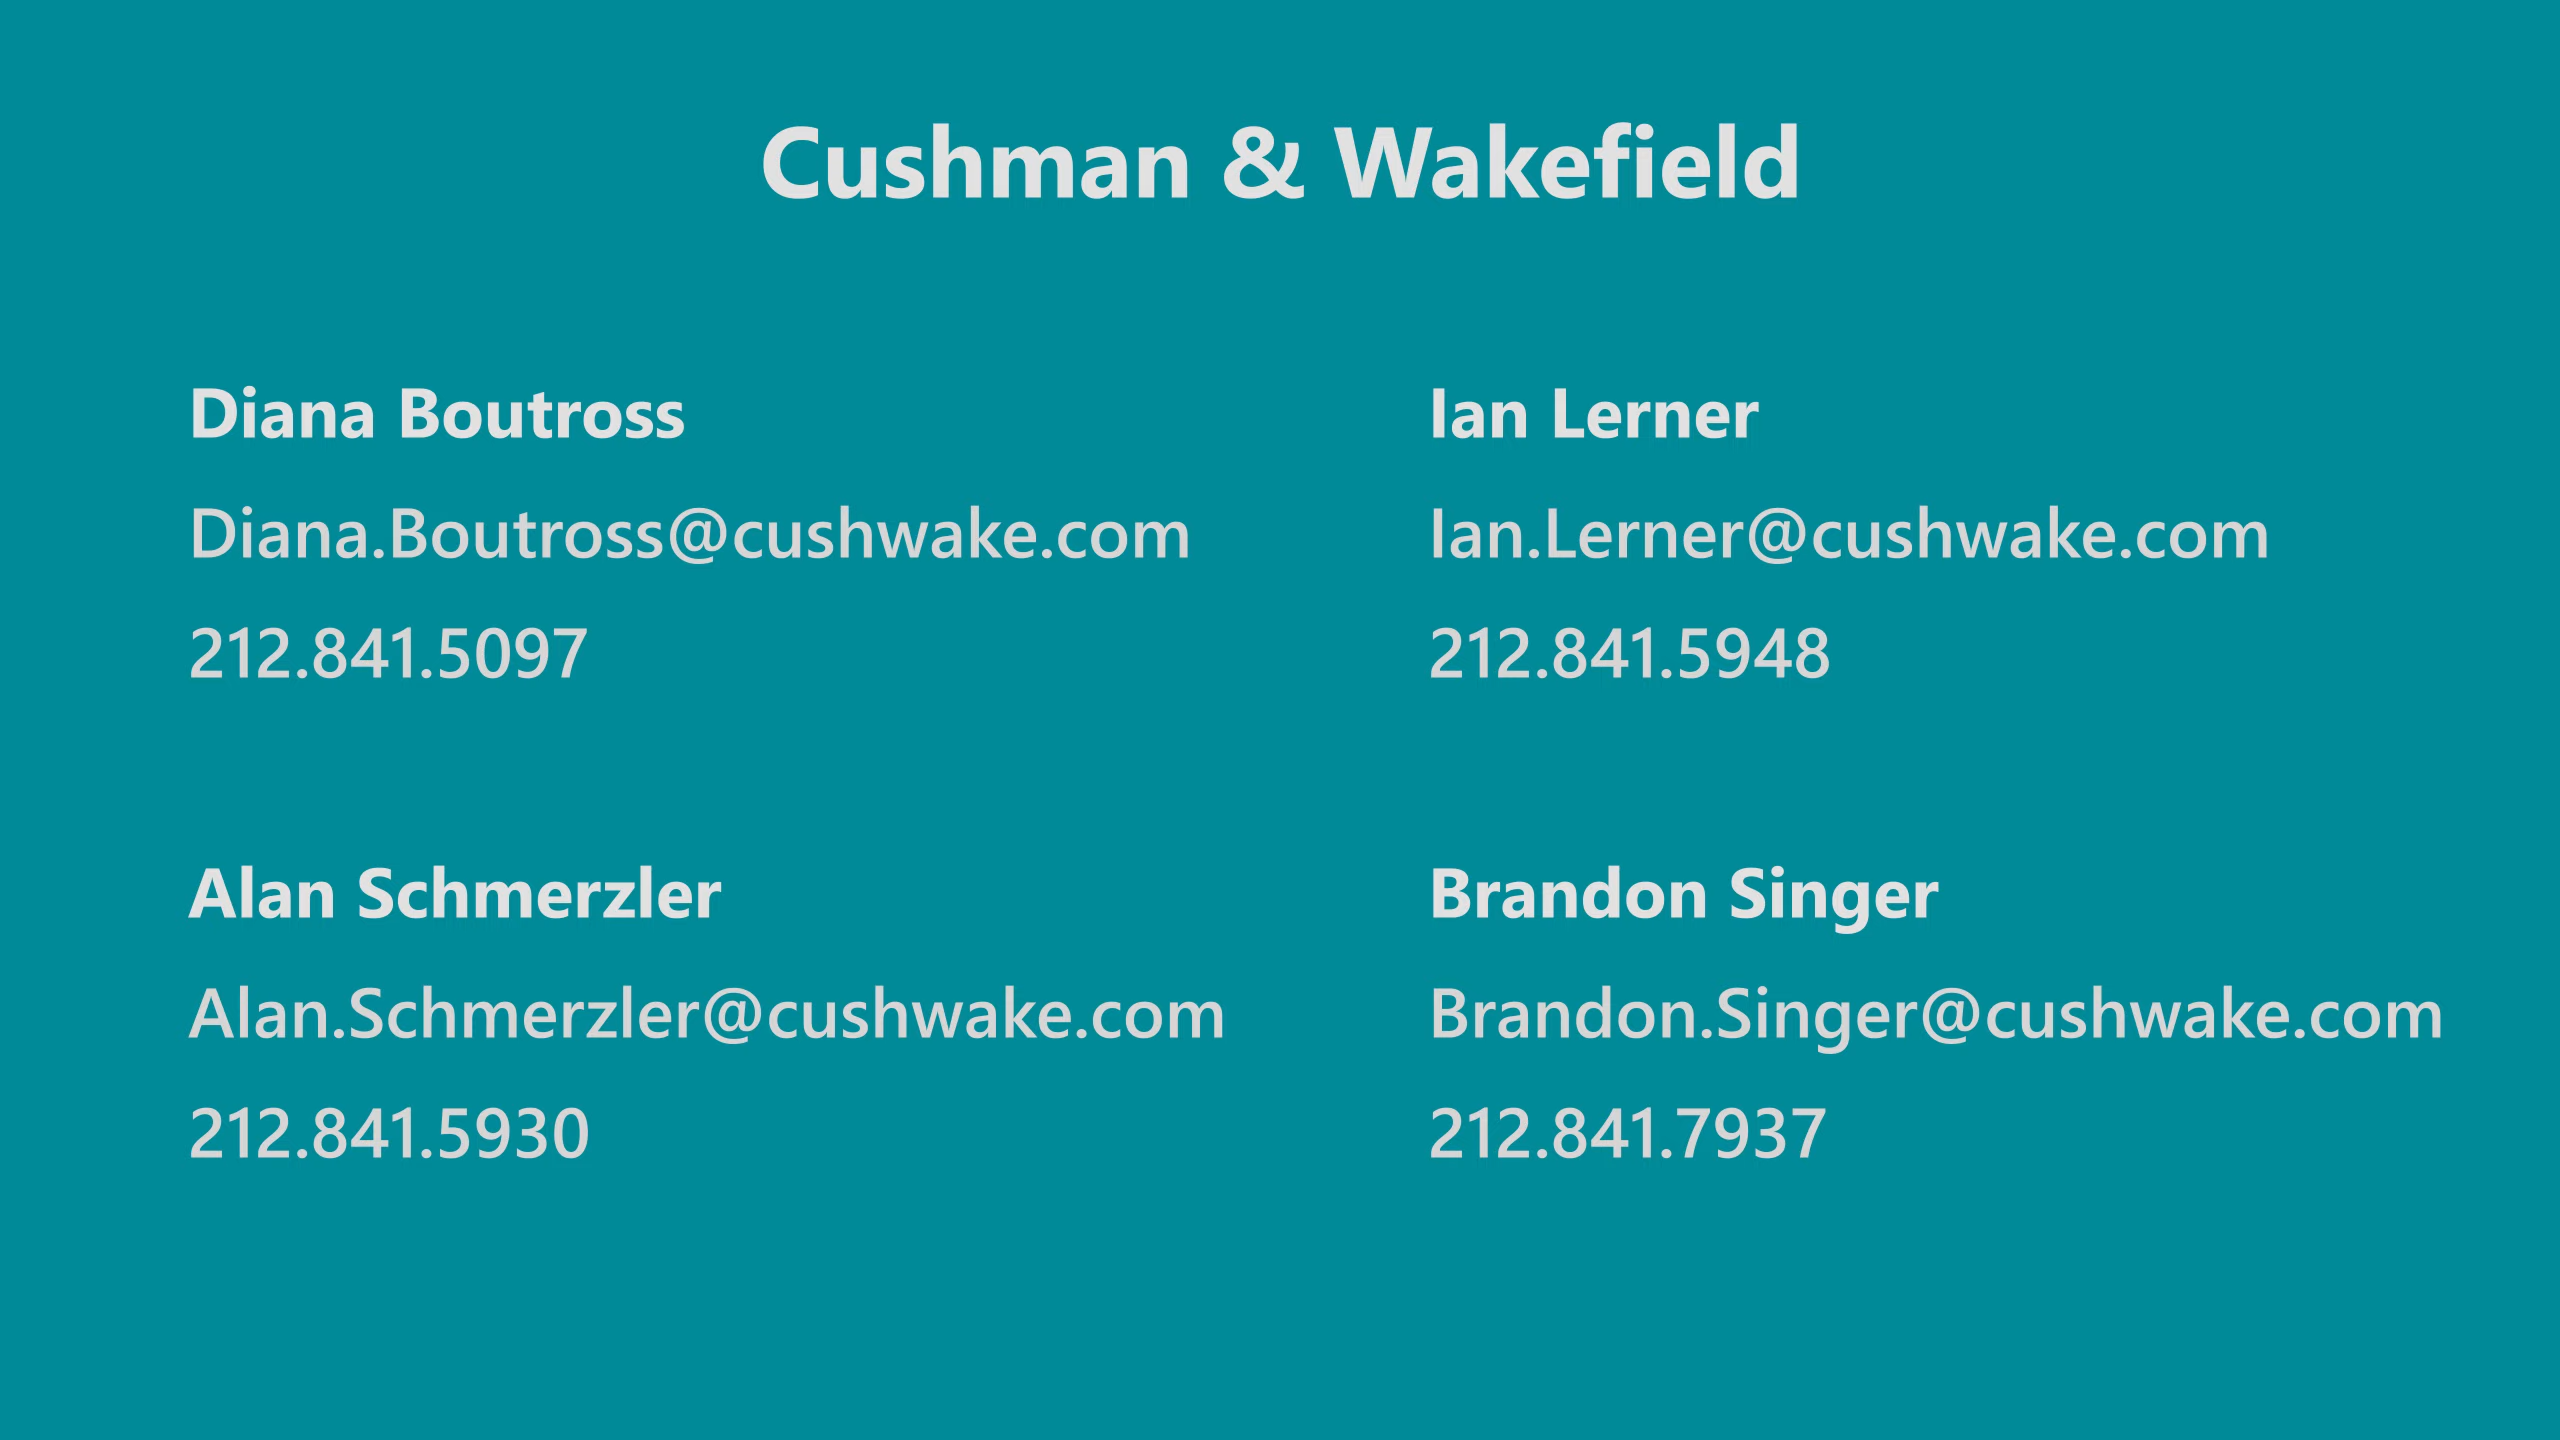 Cushman & Wakefield
Diana Boutross
Diana.Boutross@cushwake.com
212.841.5097
Ian Lerner
Ian.Lerner@cushwake.com
212.841.5948
Alan Schmerzler
Alan.Schmerzler@cushwake.com
212.841.5930
Brandon Singer
Brandon.Singer@cushwake.com
212.841.7937